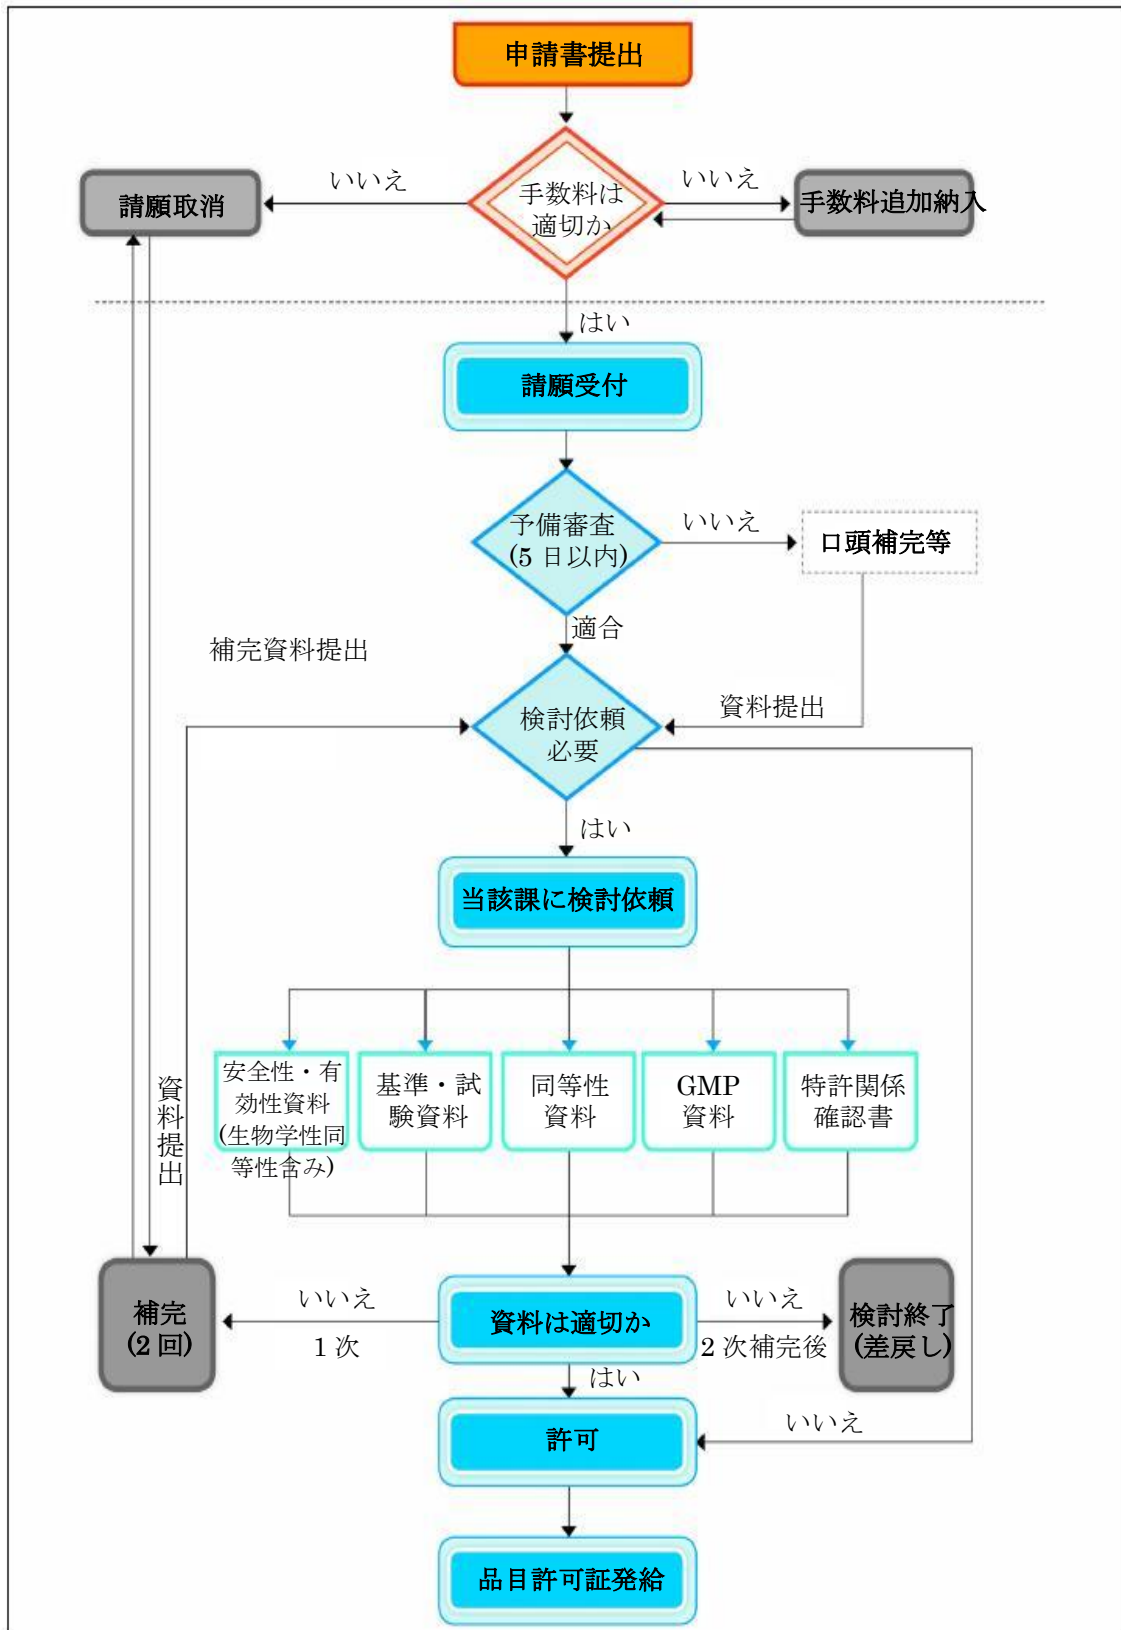 申請書提出
いいえ
いいえ
請願取消
手数料は
適切か
手数料追加納入
はい
請願受付
予備審査
(5 日以内)
いいえ
口頭補完等
適合
補完資料提出
検討依頼
必要
資料提出
はい
当該課に検討依頼
安全性・有
効性資料
(生物学性同
等性含み)
基準・試
験資料
同等性
資料
GMP
資料
特許関係
確認書
資料提出
補完
(2 回)
いいえ
1 次
資料は適切か
いいえ
2 次補完後
検討終了
(差戻し)
はい
許可
いいえ
品目許可証発給